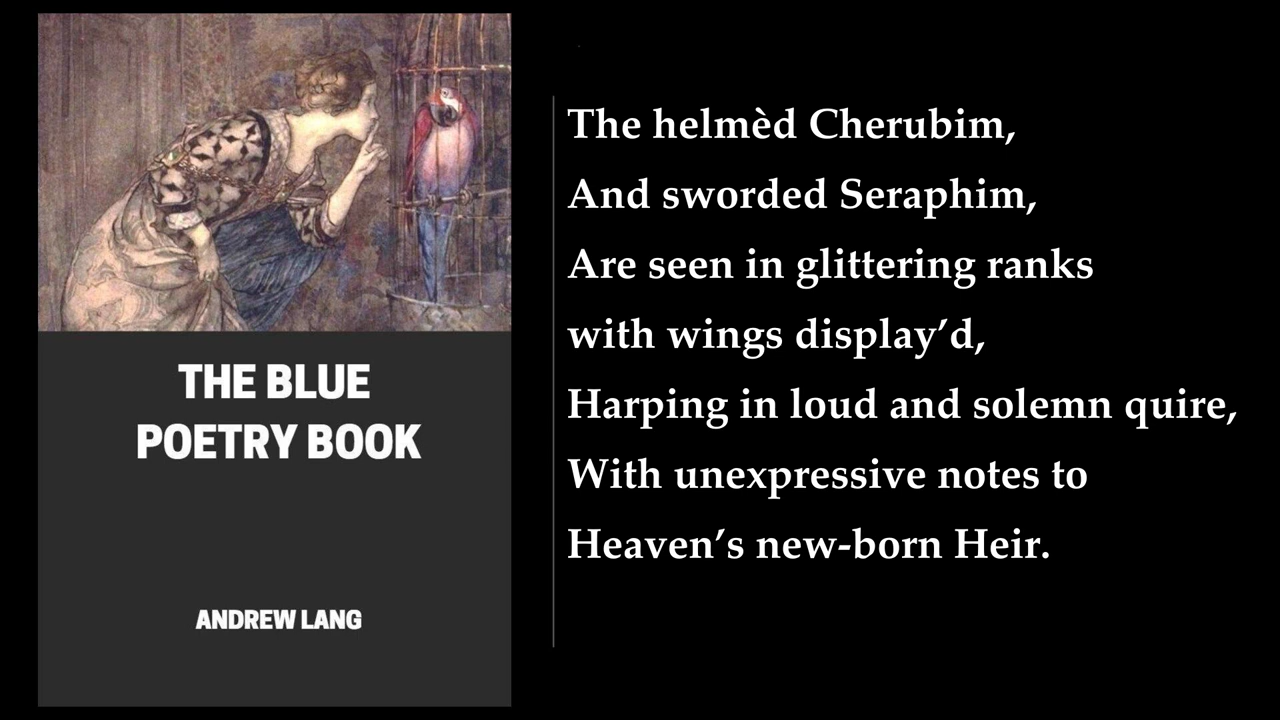 THE BLUE
POETRY BOOK
ANDREW LANG
The helmèd Cherubim,
And sworded Seraphim,
Are seen in glittering ranks
with wings display’d,
Harping in loud and solemn quire,
With unexpressive notes to
Heaven’s new-born Heir.